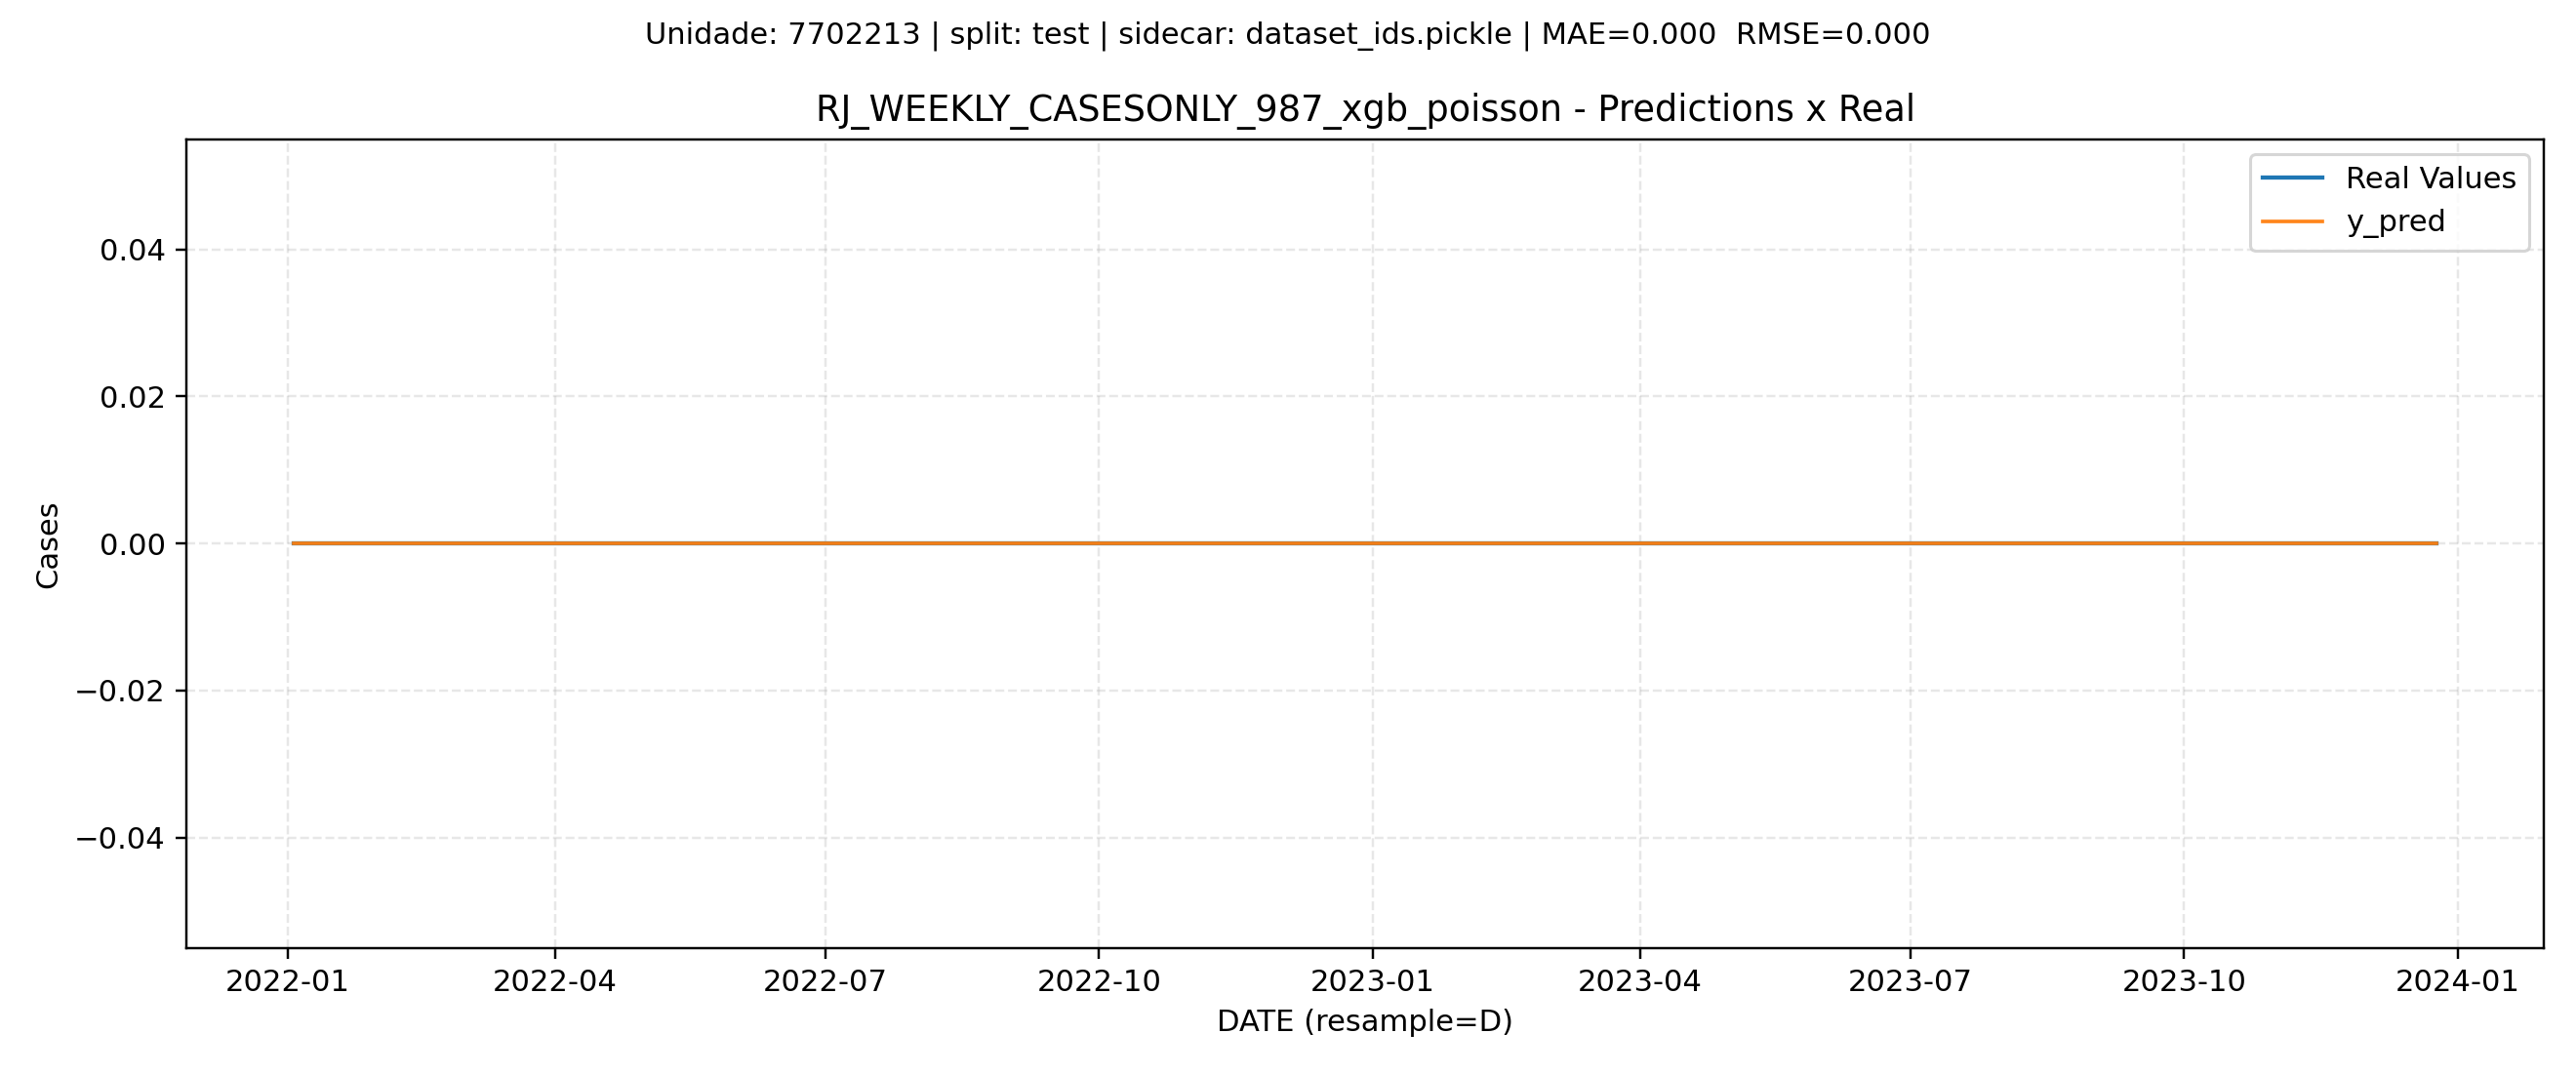 Unidade: 7702213 | split: test | sidecar: dataset_ids.pickle | MAE=0.000  RMSE=0.000
RJ_WEEKLY_CASESONLY_987_xgb_poisson - Predictions x Real
Real Values
y_pred
0.04
0.02
0.00
−0.02
−0.04
Cases
2022-01 2022-04 2022-07 2022-10 2023-01 2023-04 2023-07 2023-10 2024-01
DATE (resample=D)